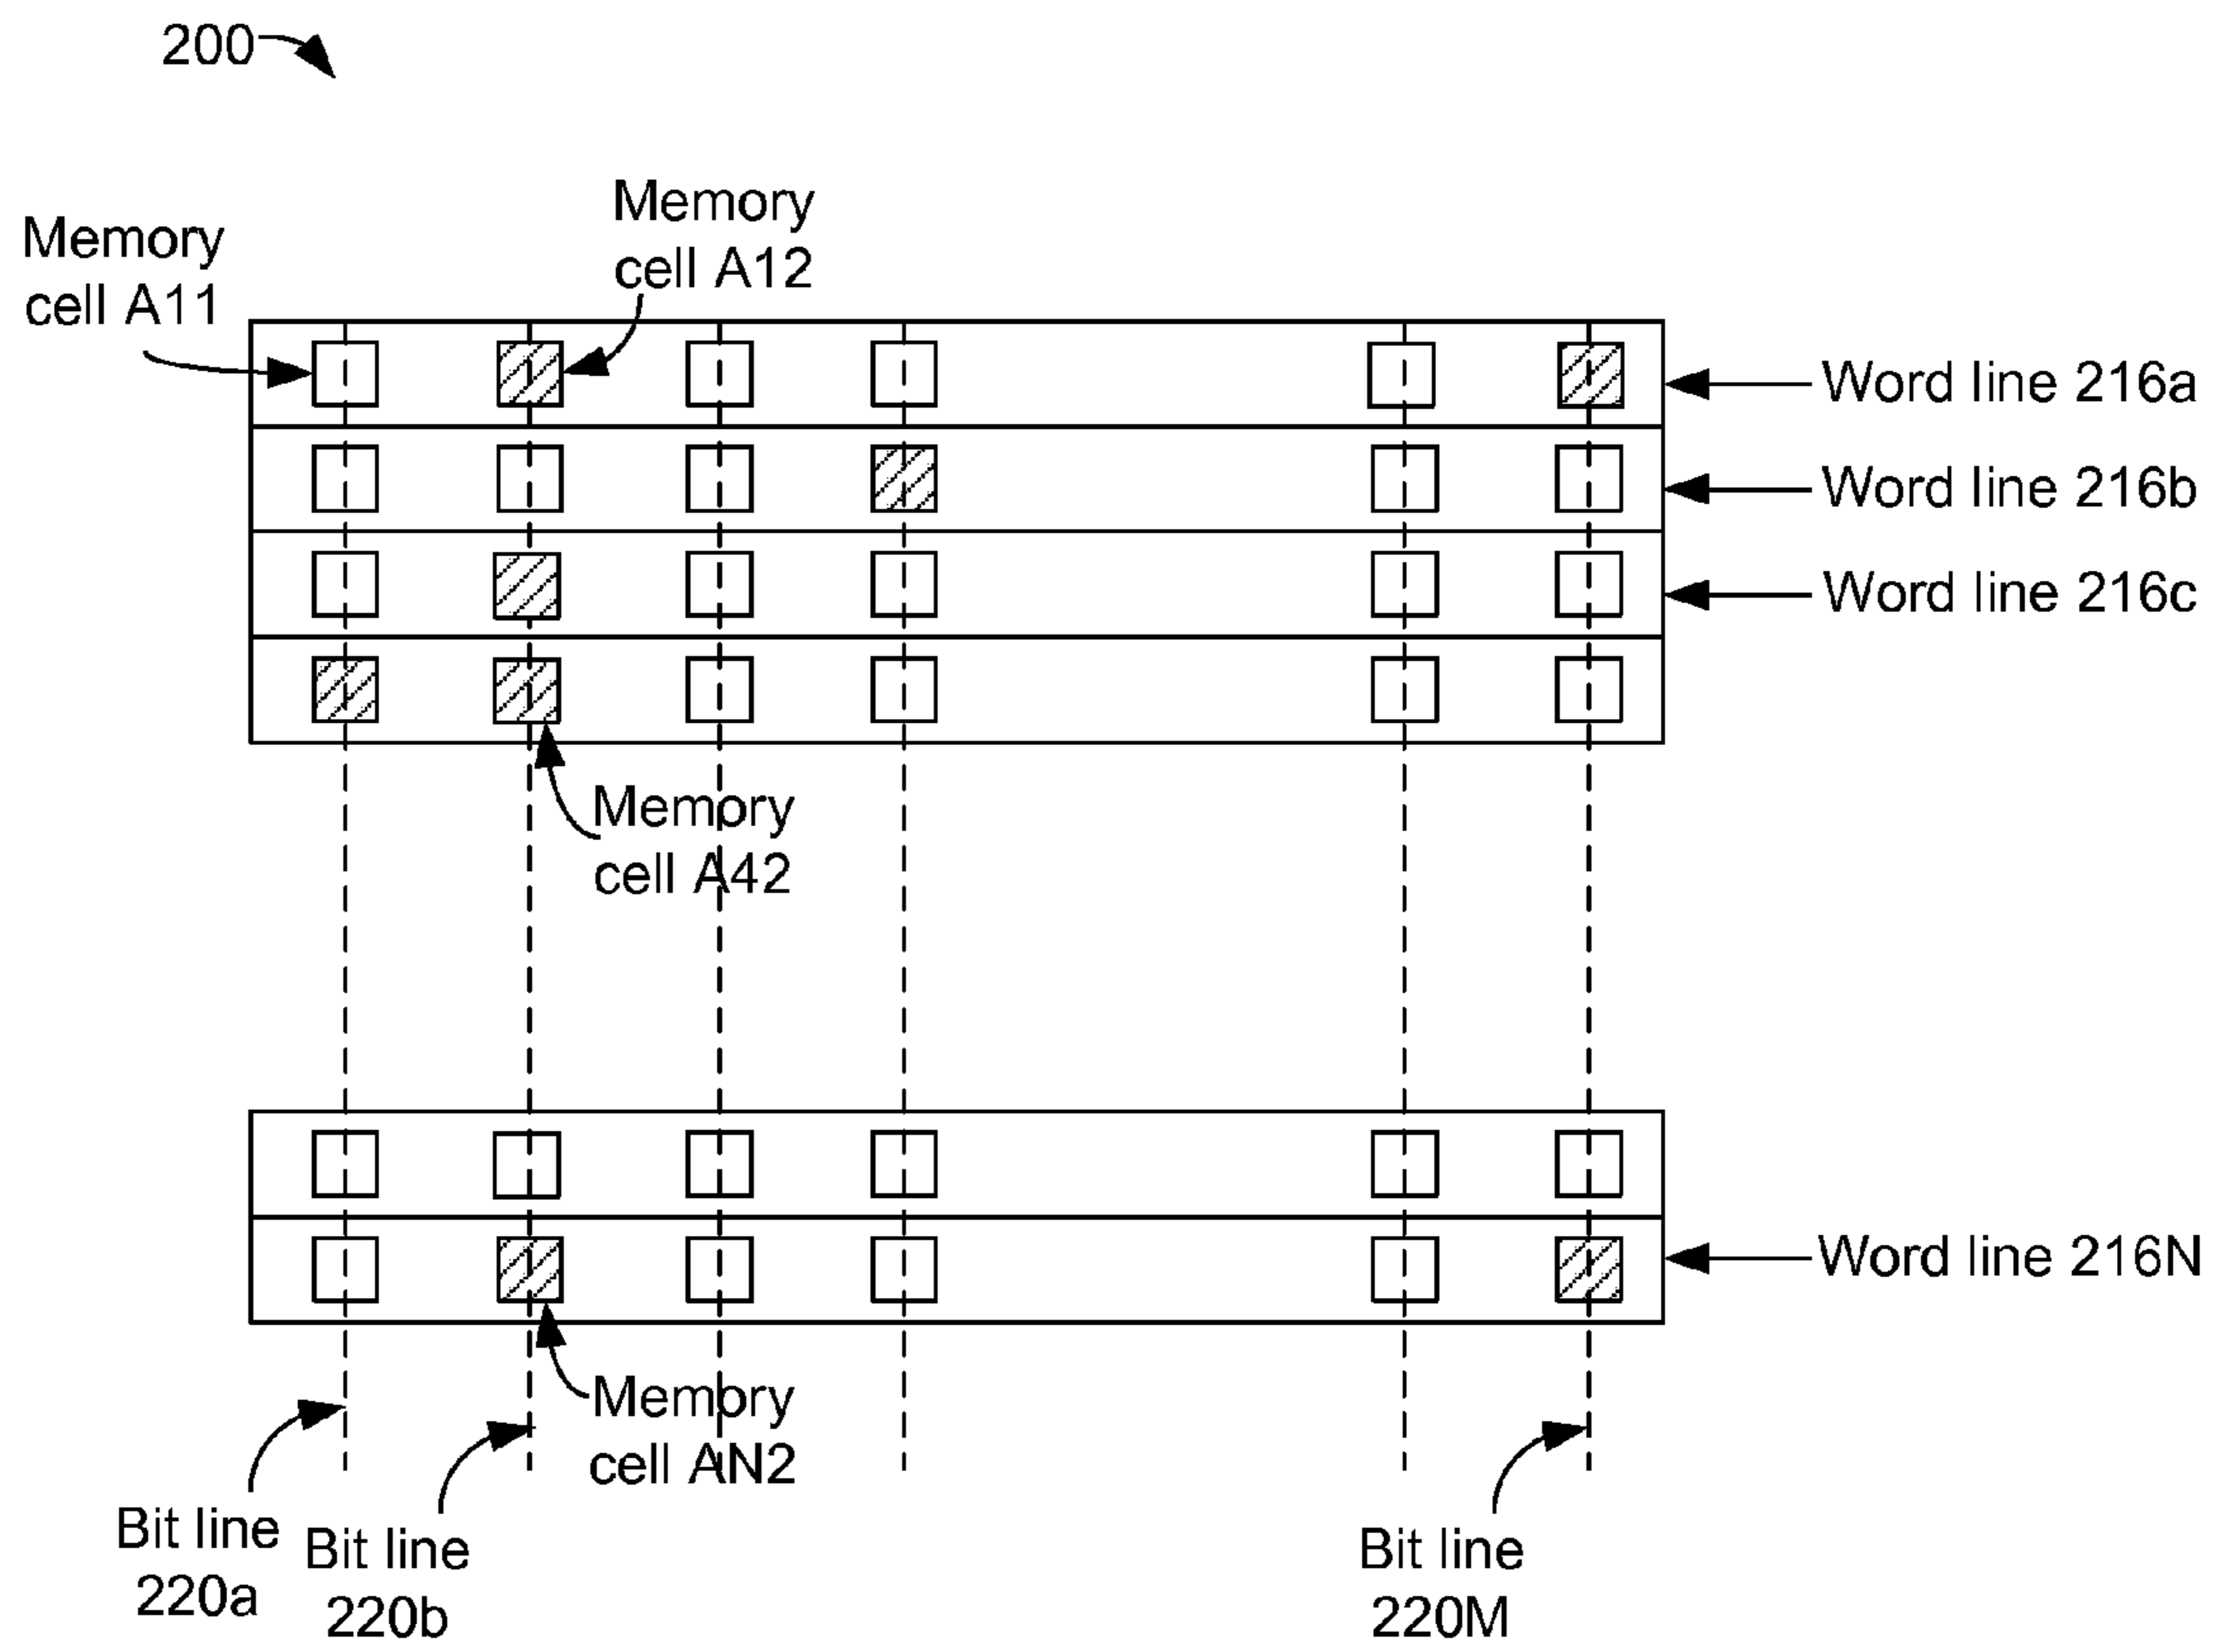 200
Memory
cell A12
Memory
cell A11
Word line 216a
Word line 216b
Word line 216c
Memory
cell A42
Word line 216N
Memory
cell AN2
Bit line
220a
Bit line
220b
Bit line
220M